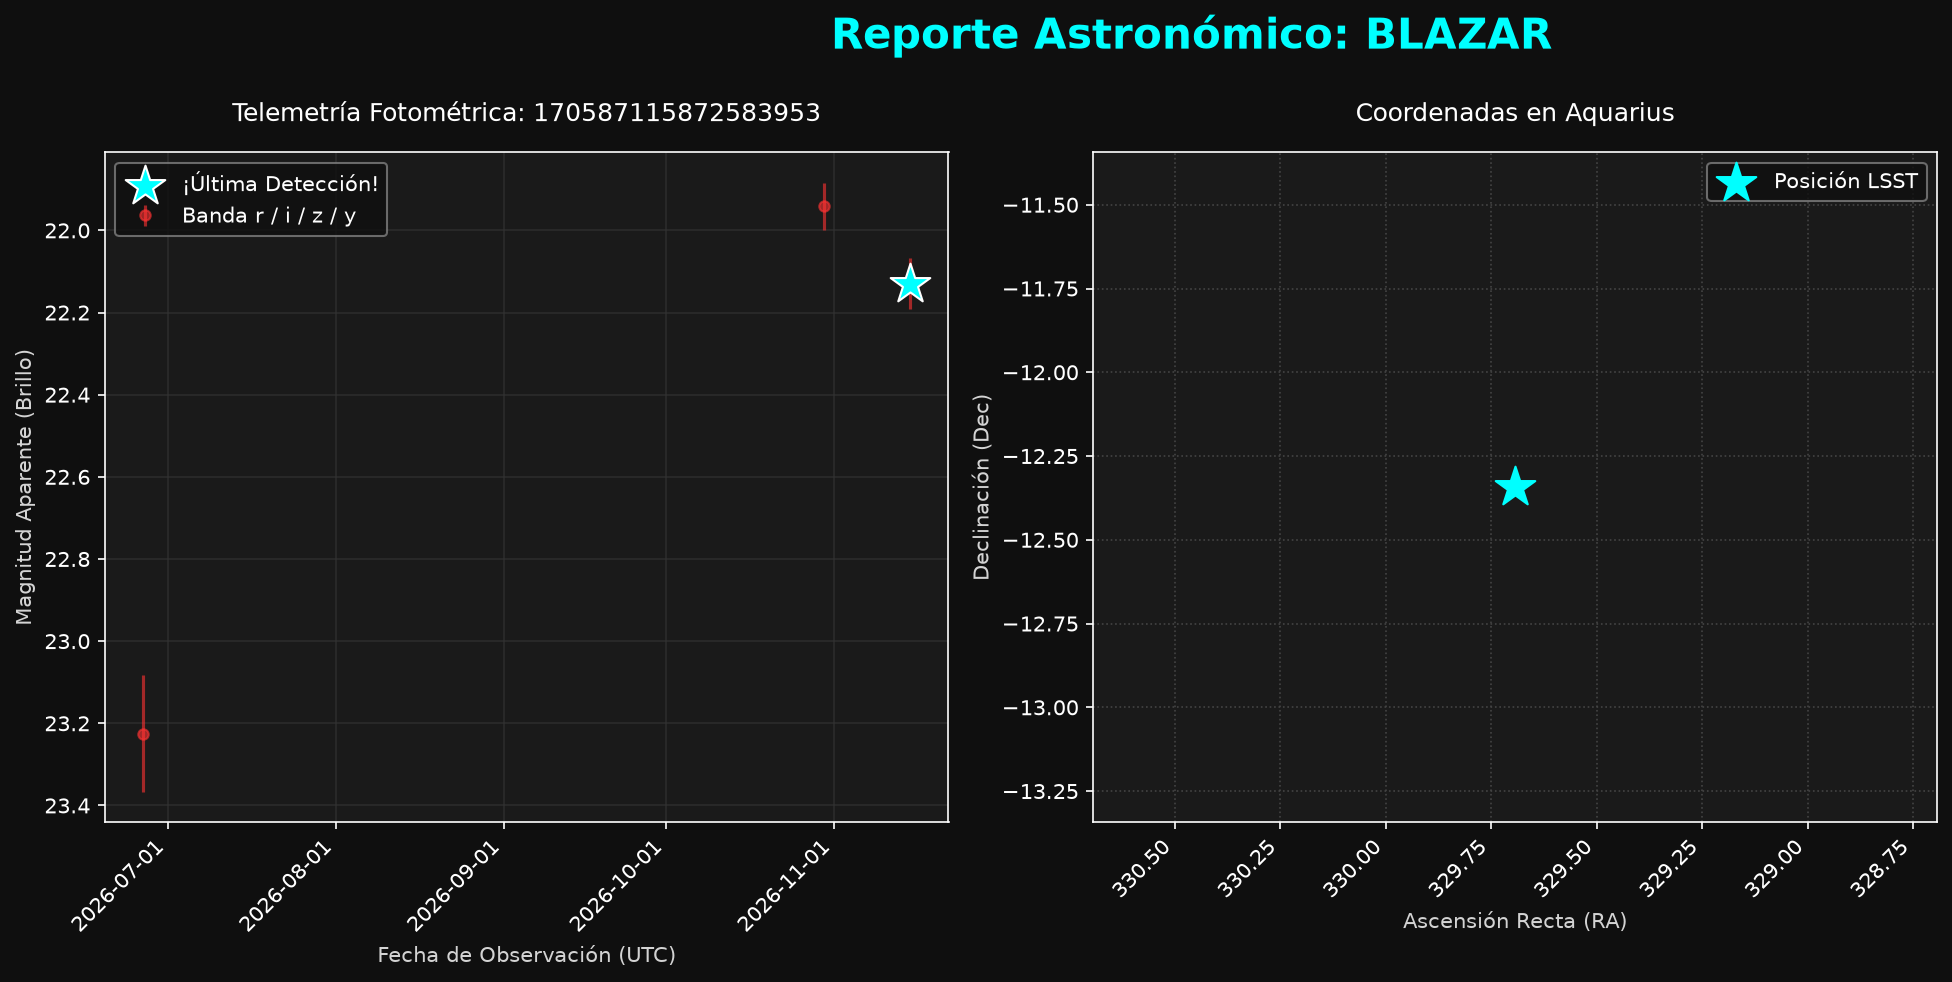 Reporte Astronómico: BLAZAR
Telemetría Fotométrica: 170587115872583953
¡Última Detección!
Banda r / i / z / y
Magnitud Aparente (Brillo)
22.0
22.2
22.4
22.6
22.8
23.0
23.2
23.4
2026-07-01
2026-08-01
2026-09-01
2026-10-01
2026-11-01
Fecha de Observación (UTC)
Coordenadas en Aquarius
Posición LSST
Declinación (Dec)
−11.50
−11.75
−12.00
−12.25
−12.50
−12.75
−13.00
−13.25
330.50
330.25
330.00
329.75
329.50
329.25
329.00
328.75
Ascensión Recta (RA)